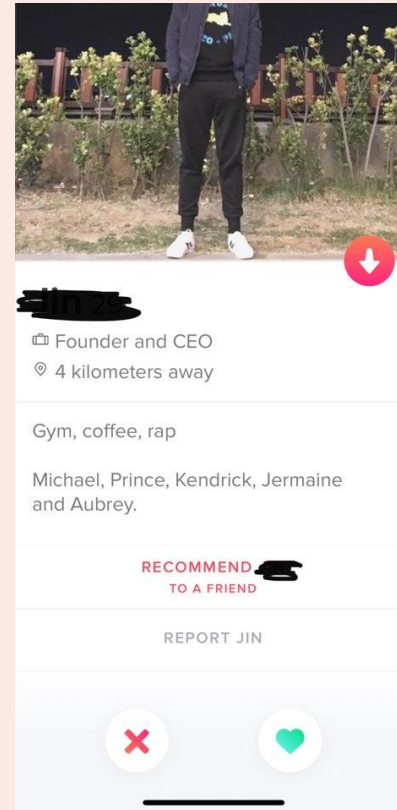 CO - P
Founder and CEO
4 kilometers away
Gym, coffee, rap
Michael, Prince, Kendrick, Jermaine
and Aubrey.
RECOMMEND
TO A FRIEND
REPORT JIN